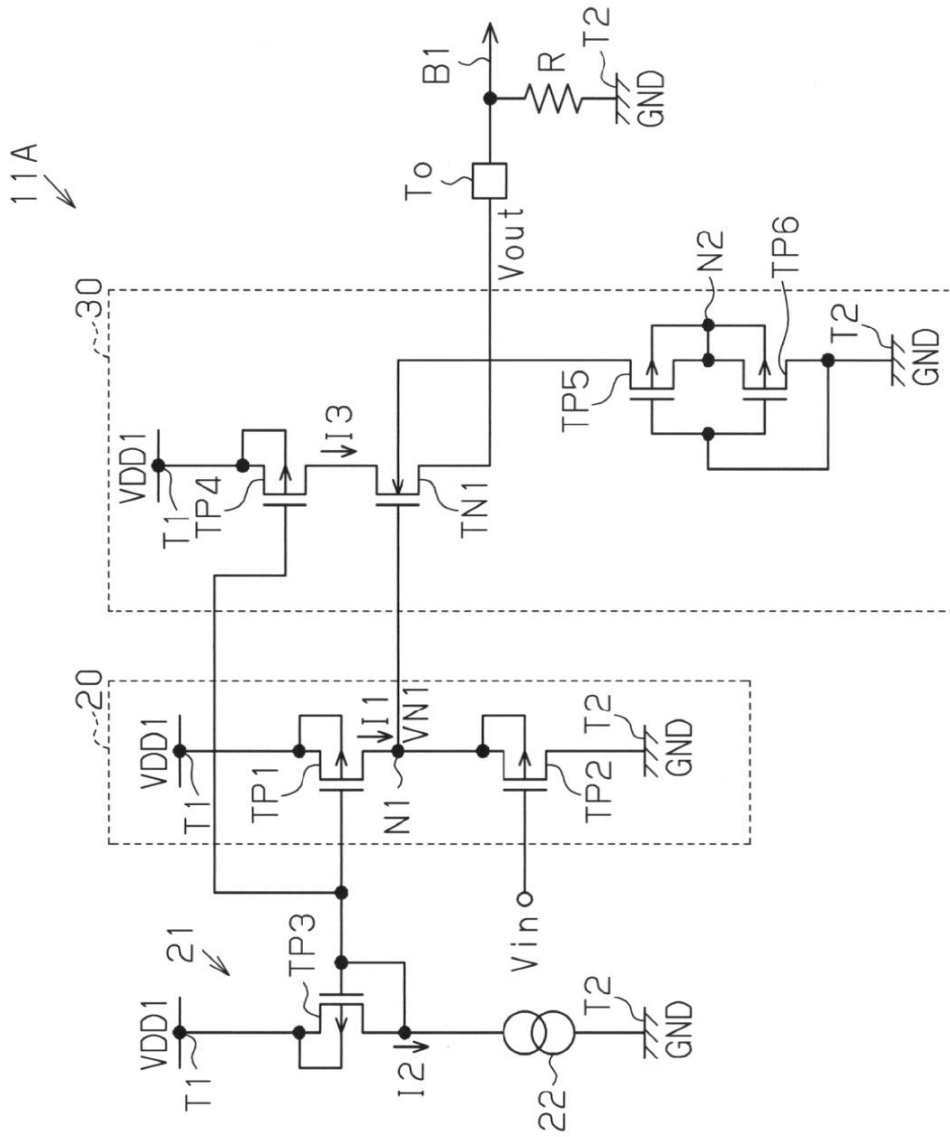 11A
30
20
21
VDD1
T1
TP3
I2
22
T2
GND
VDD1
T1
TP1
I1
N1
VN1
Vin
TP2
T2
GND
VDD1
T1
TP4
I3
TN1
TP5
N2
TP6
T2
GND
Vout
To
B1
R
T2
GND